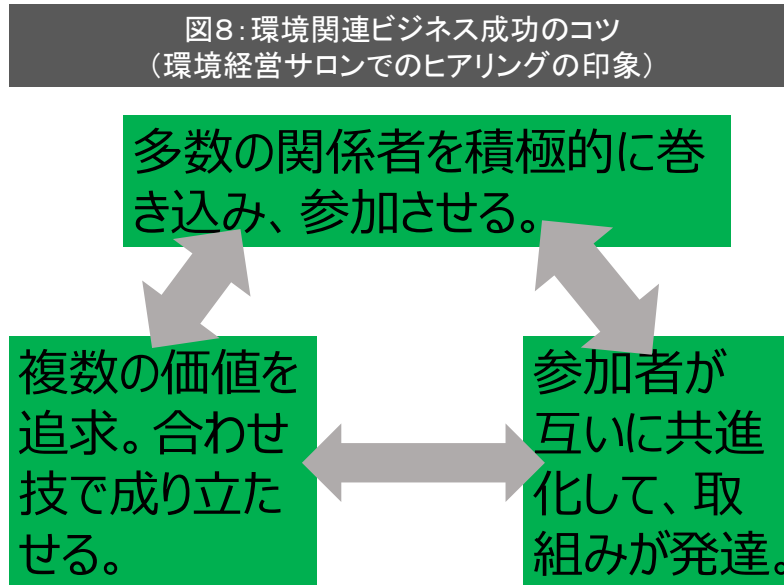 図8：環境関連ビジネス成功のコツ
（環境経営サロンでのヒアリングの印象）
多数の関係者を積極的に巻
き込み、参加させる。
複数の価値を
追求。合わせ
技で成り立た
せる。
参加者が
互いに共進
化して、取
組みが発達。